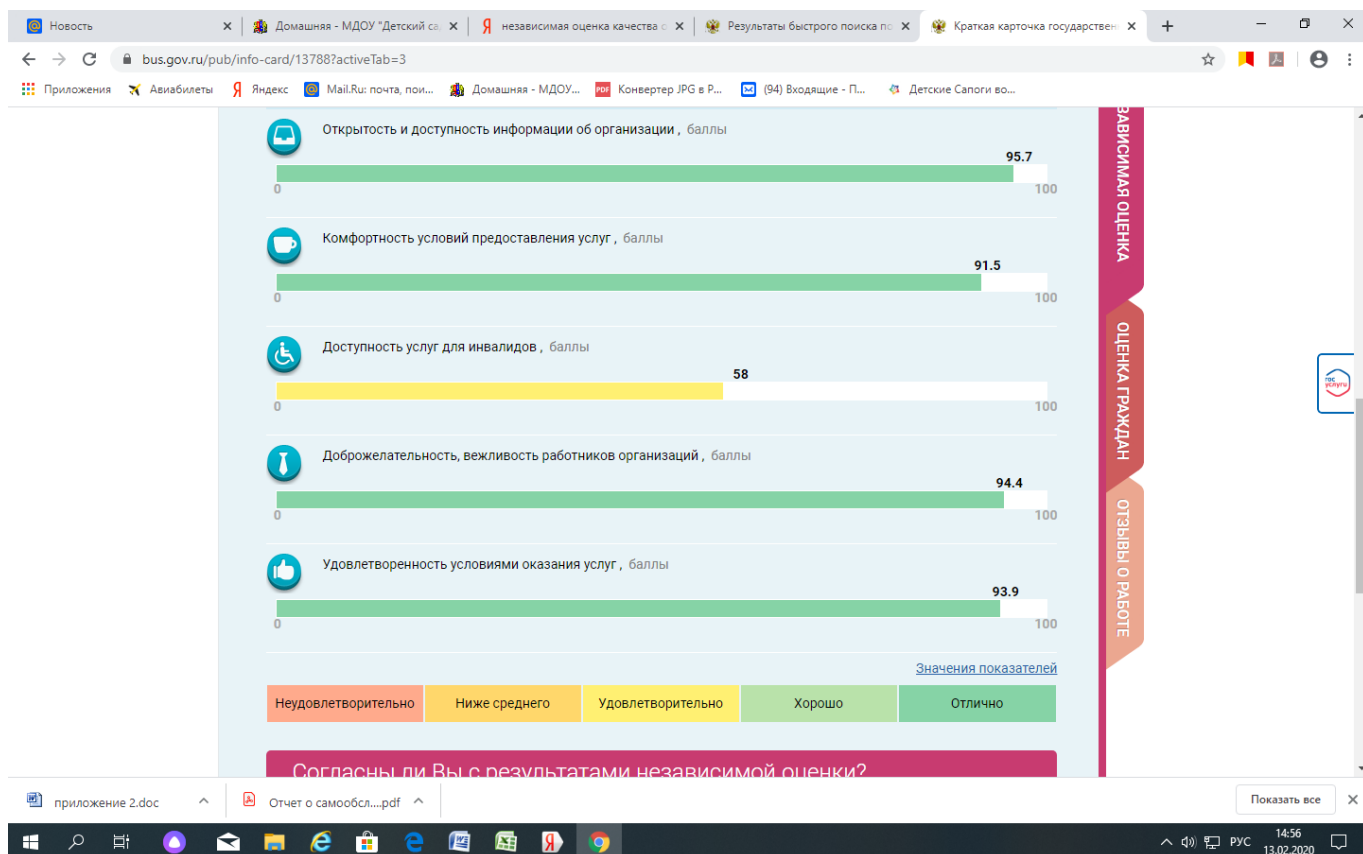 Новость
Домашняя - МДОУ "Детский са
независимая оценка качества о
Результаты быстрого поиска по
Краткая карточка государствен
bus.gov.ru/pub/info-card/13788?activeTab=3
Приложения
Авиабилеты
Яндекс
Mail.Ru: почта, пои...
Домашняя - МДОУ...
Конвертер JPG в P...
(94) Входящие - П...
Детские Сапоги во...
Открытость и доступность информации об организации, баллы
95.7
0
100
Комфортность условий предоставления услуг, баллы
91.5
0
100
Доступность услуг для инвалидов, баллы
58
0
100
Доброжелательность, вежливость работников организаций, баллы
94.4
0
100
Удовлетворенность условиями оказания услуг, баллы
93.9
0
100
Значения показателей
Неудовлетворительно
Ниже среднего
Удовлетворительно
Хорошо
Отлично
Согласны ли Вы с результатами независимой оценки?
ЗАВИСИМАЯ ОЦЕНКА
ОЦЕНКА ГРАЖДАН
ОТЗЫВЫ О РАБОТЕ
гос
услуги
приложение 2.doc
Отчет о самообсл....pdf
Показать все
РУС
14:56
13.02.2020